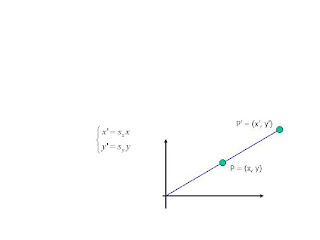 P' = (x', y')
x' = sₓx
y' = s_y y
P = (x, y)